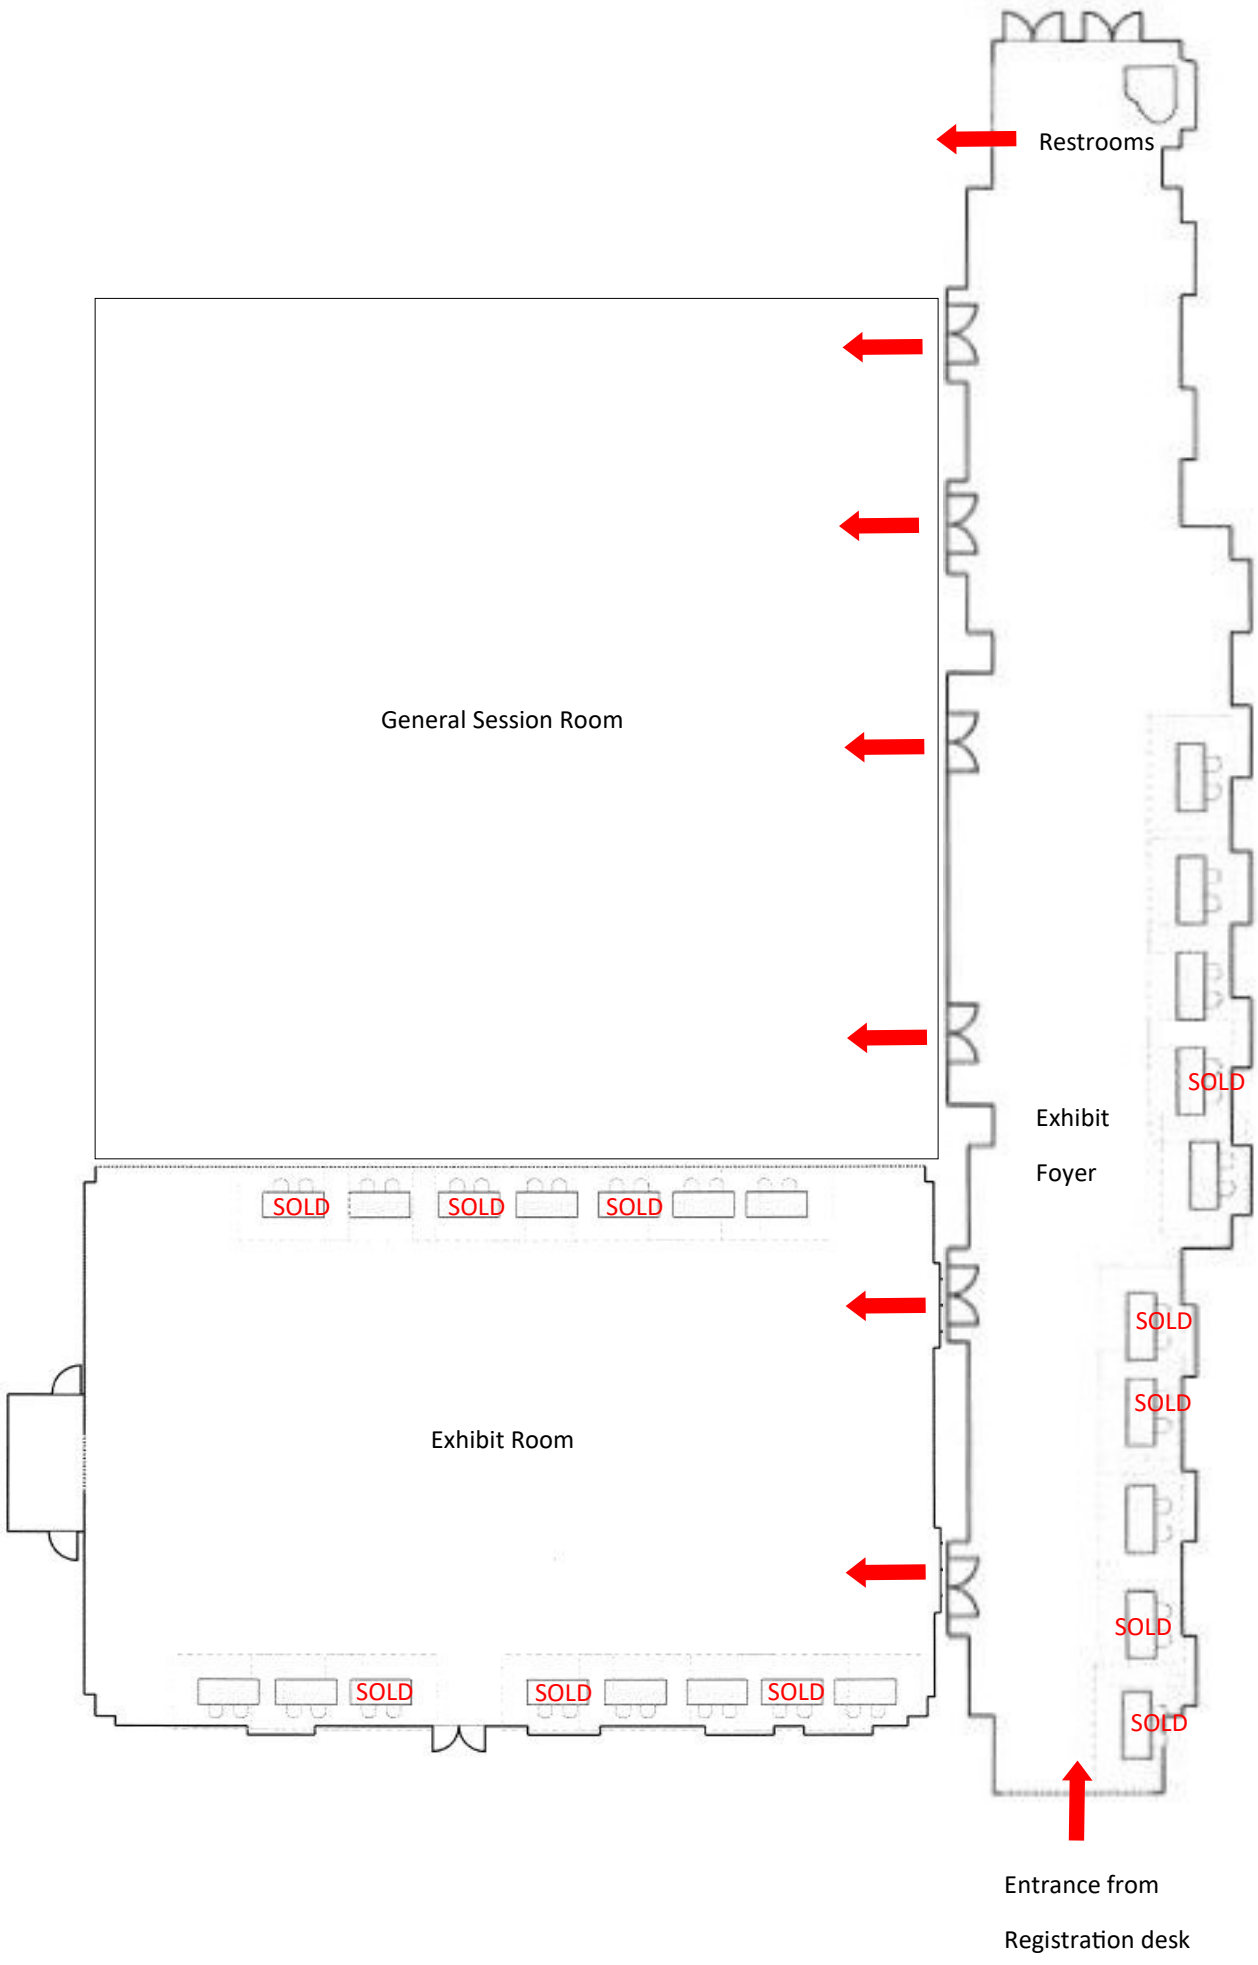 Restrooms
General Session Room
SOLD
Exhibit
Foyer
SOLD SOLD SOLD
SOLD
SOLD
Exhibit Room
SOLD
SOLD SOLD SOLD
SOLD
Entrance from
Registration desk